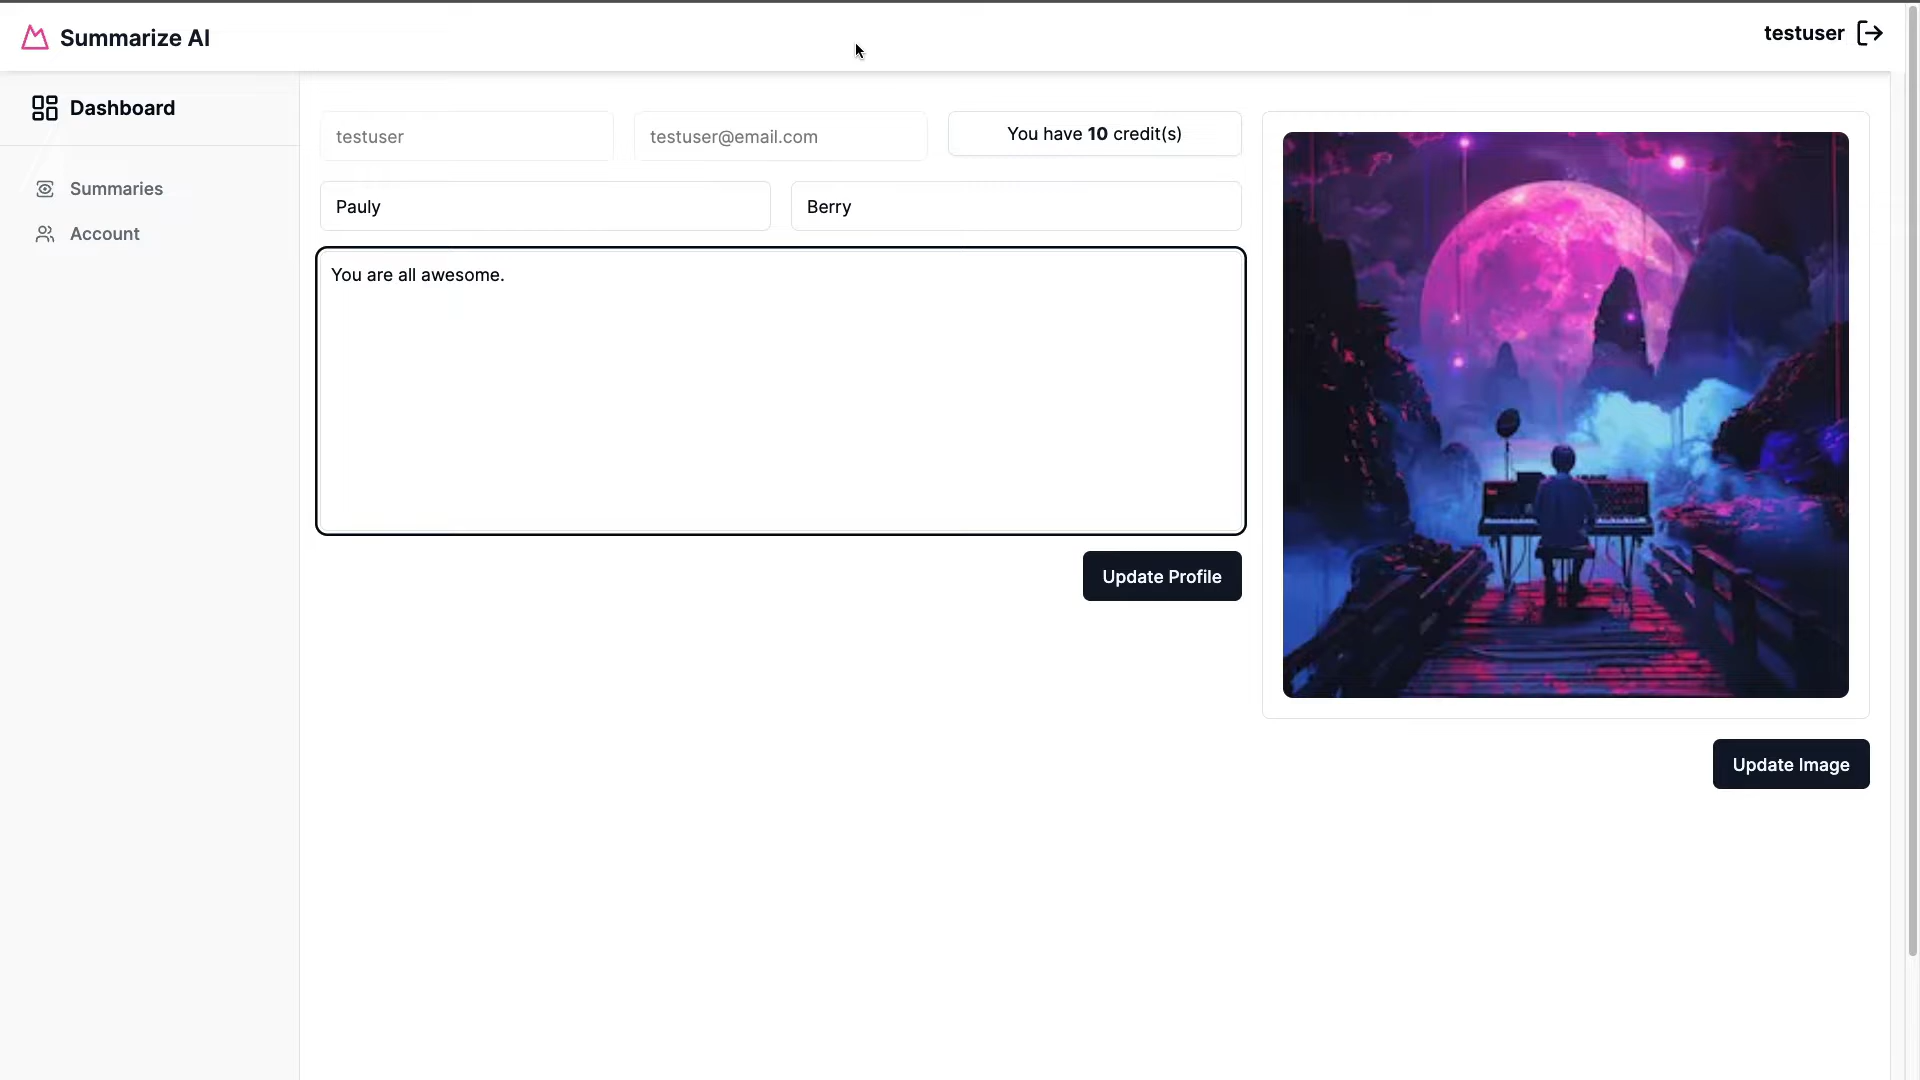 Summarize AI
testuser
Dashboard
Summaries
Account
testuser
testuser@email.com
You have 10 credit(s)
Pauly
Berry
You are all awesome.
Update Profile
Update Image